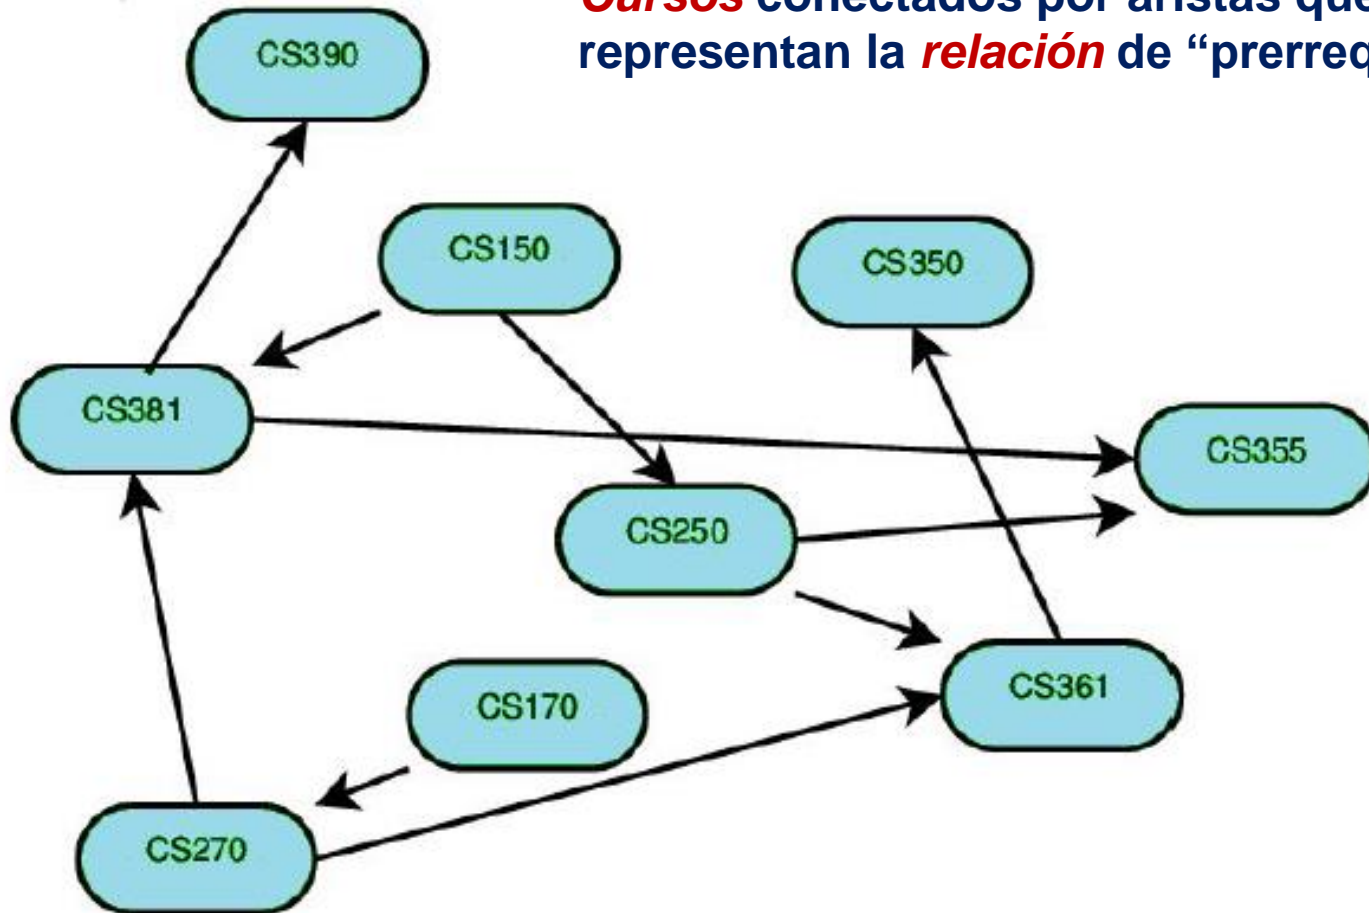 Cursos conectados por aristas que
representan la relación de “prerreq
CS390
CS150
CS350
CS381
CS355
CS250
CS361
CS170
CS270